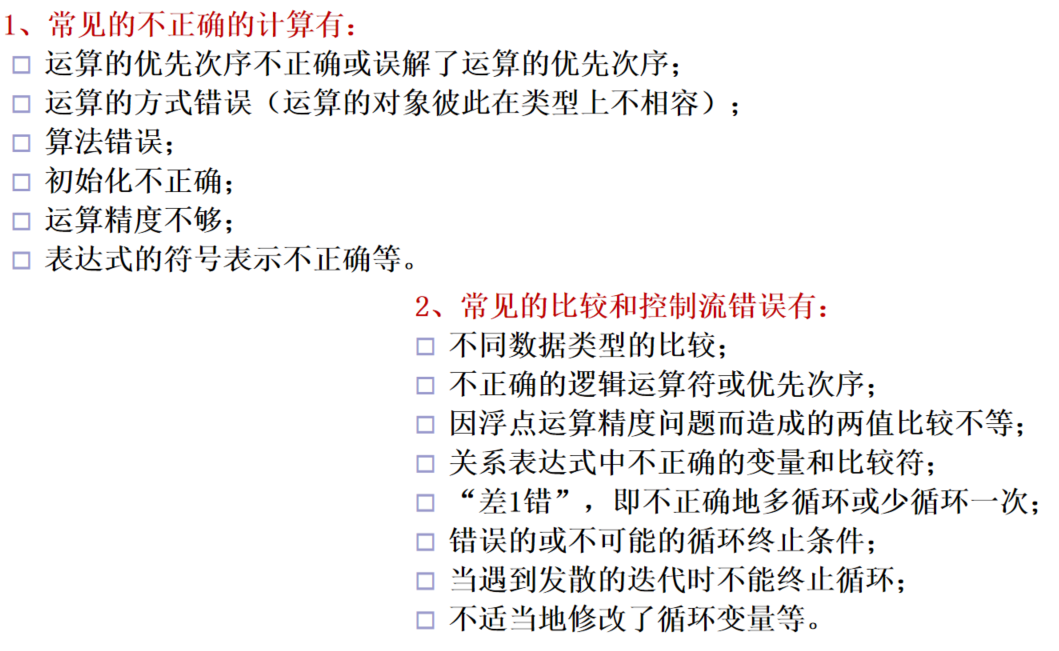 1、常见的不正确的计算有：
□ 运算的优先次序不正确或误解了运算的优先次序；
□ 运算的方式错误（运算的对象彼此在类型上不相容）；
□ 算法错误；
□ 初始化不正确；
□ 运算精度不够；
□ 表达式的符号表示不正确等。
2、常见的比较和控制流错误有：
□ 不同数据类型的比较；
□ 不正确的逻辑运算符或优先次序；
□ 因浮点运算精度问题而造成的两值比较不等；
□ 关系表达式中不正确的变量和比较符；
□ “差1错”，即不正确地多循环或少循环一次；
□ 错误的或不可能的循环终止条件；
□ 当遇到发散的迭代时不能终止循环；
□ 不适当地修改了循环变量等。